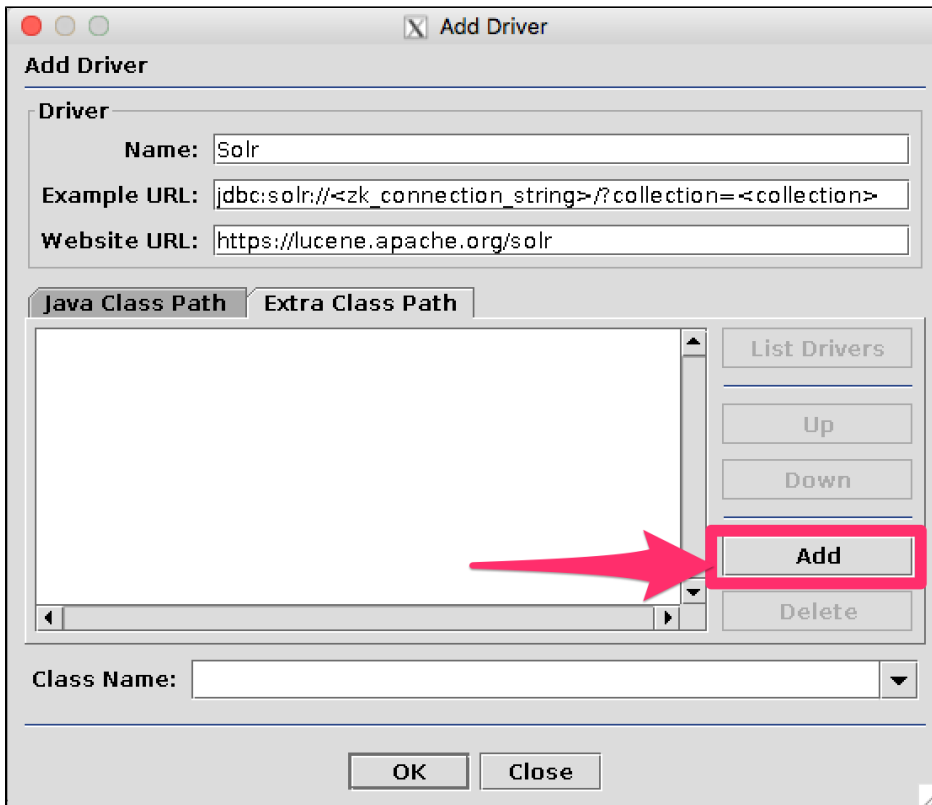 Add Driver
Add Driver
Driver
Name: Solr
Example URL: jdbc:solr://<zk_connection_string>/?collection=<collection>
Website URL: https://lucene.apache.org/solr
Java Class Path Extra Class Path
List Drivers
Up
Down
Add
Delete
Class Name:
OK Close